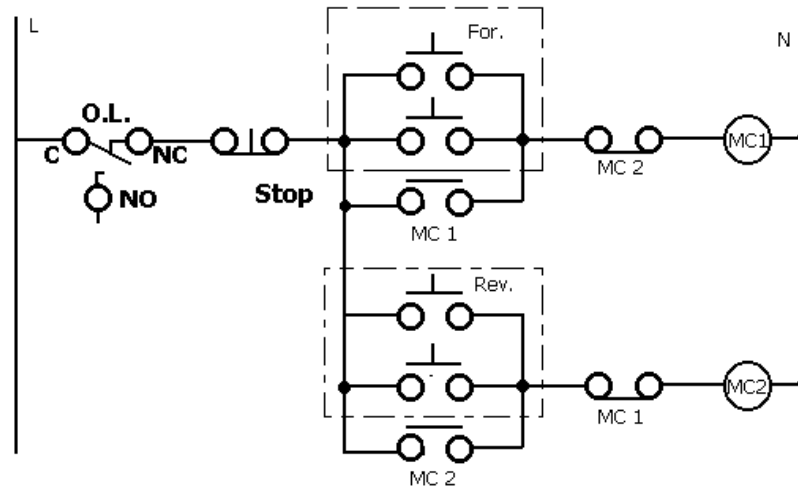 L
For.
N
O.L.
C
NC
NO
Stop
MC 2
MC1
MC 1
Rev.
MC 1
MC2
MC 2